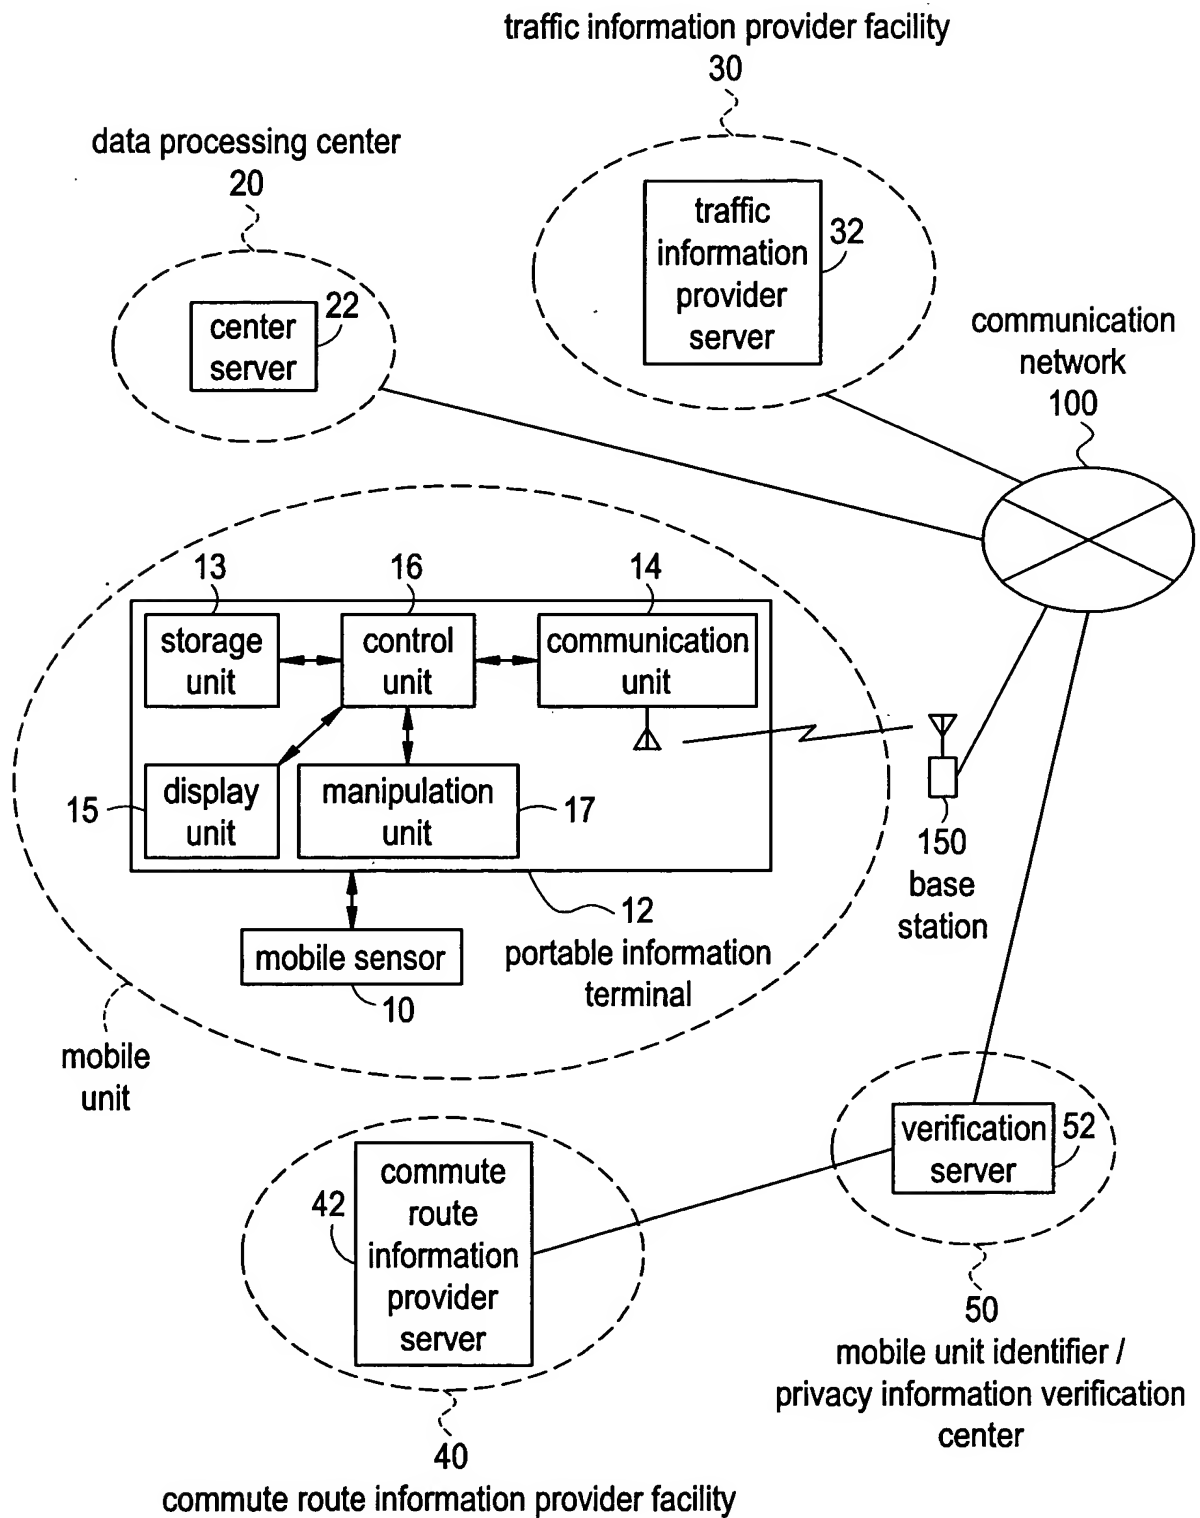 traffic information provider facility
30
data processing center
20
traffic
information
provider
server
32
center
server
22
communication
network
100
13
16
14
storage
unit
control
unit
communication
unit
15
display
unit
manipulation
unit
17
150
base
station
12
portable information
terminal
mobile sensor
10
mobile
unit
verification
server
52
42
commute
route
information
provider
server
50
mobile unit identifier /
privacy information verification
center
40
commute route information provider facility